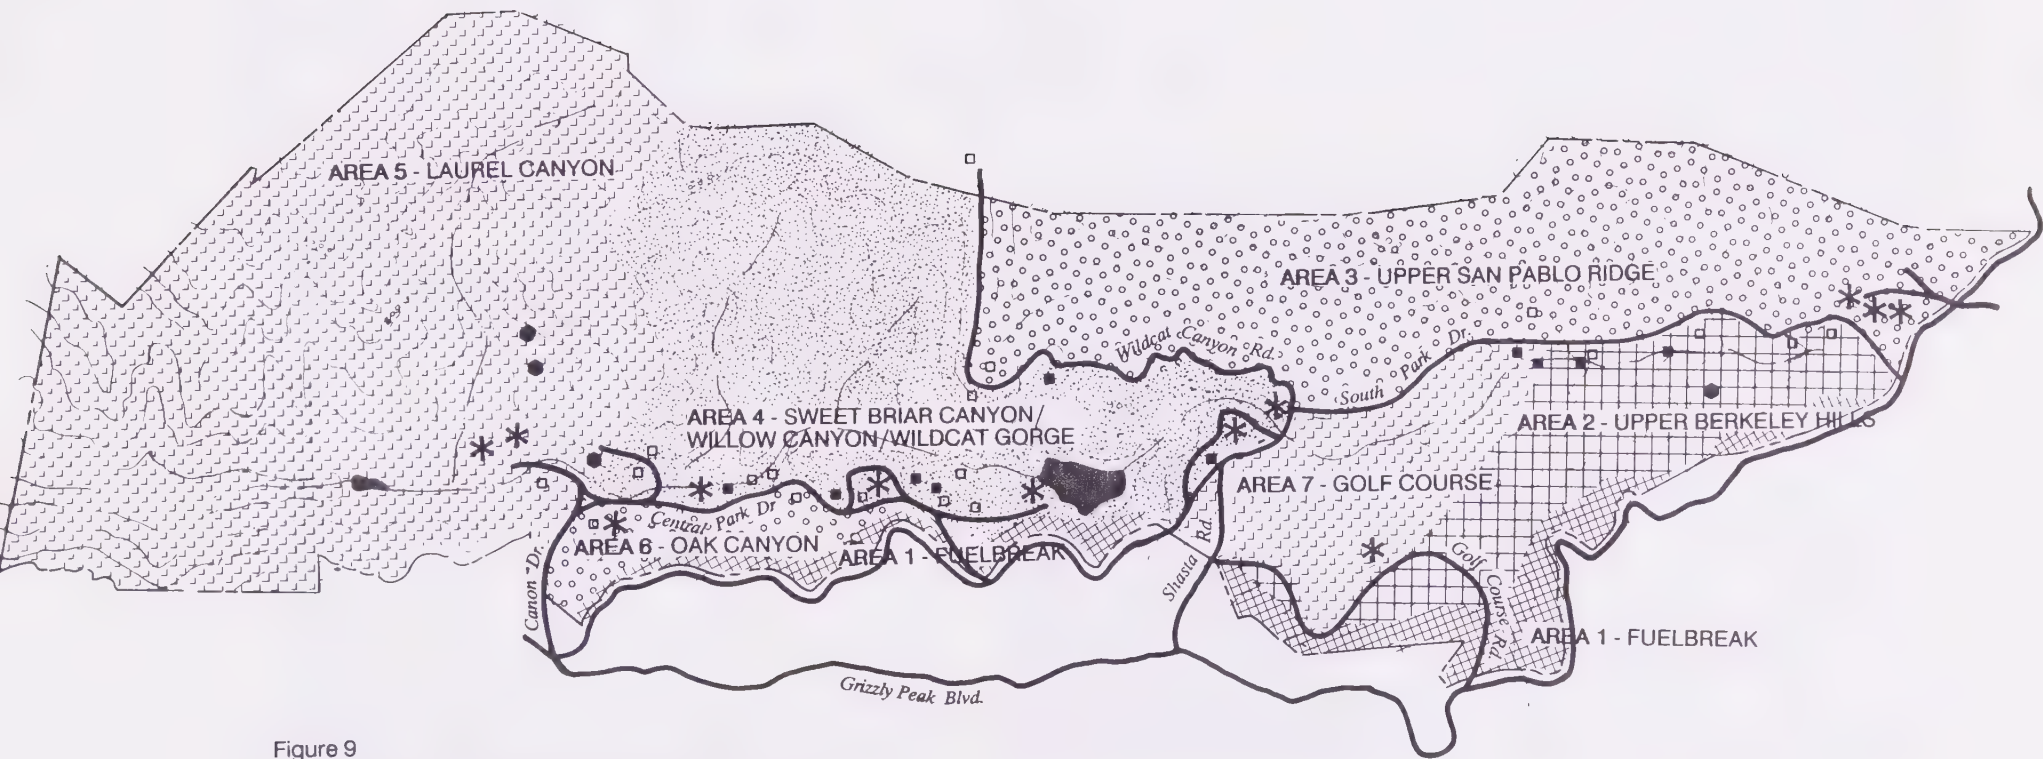 AREA 5 - LAUREL CANYON
AREA 3 - UPPER SAN PABLO RIDGE
Wildcat Canyon Rd.
South Park Dr.
AREA 4 - SWEET BRIAR CANYON/
WILLOW CANYON/WILDCAT GORGE
AREA 2 - UPPER BERKELEY HILLS
AREA 7 - GOLF COURSE
Central Park Dr
AREA 6 - OAK CANYON
AREA 1 - FUELBREAK
Canon Dr.
Shasta Rd.
Golf Course Rd.
AREA 1 - FUELBREAK
Grizzly Peak Blvd.
Figure 9